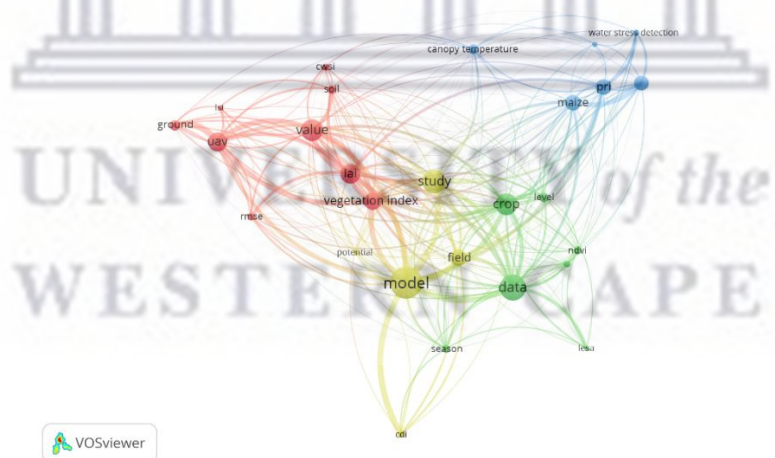 water stress detection
canopy temperature
cwsi
soil
pri
maize
lst
ground
value
uav
UNIVERSITY of the
lai
study
vegetation index
crop
level
rmse
potential
field
ndvi
model
data
WESTERN CAPE
season
lesa
cdi
VOSviewer